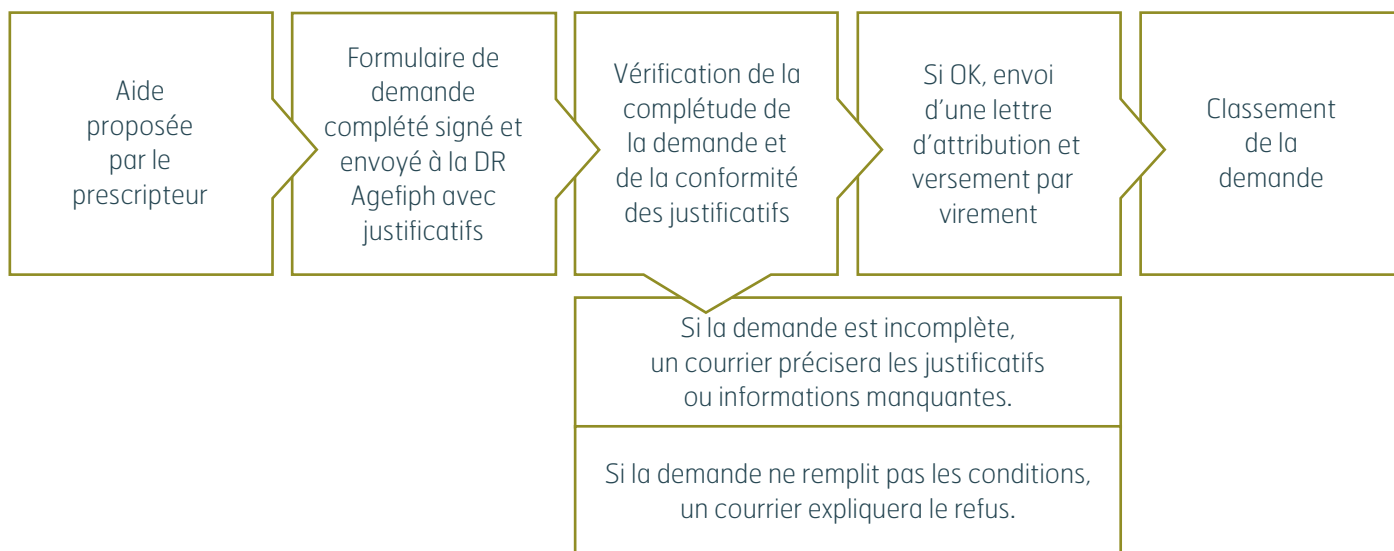 Aide
proposée
par le
prescripteur
Formulaire de
demande
complété signé et
envoyé à la DR
Agefiph avec
justificatifs
Vérification de la
complétude de
la demande et
de la conformité
des justificatifs
Si OK, envoi
d'une lettre
d'attribution et
versement par
virement
Classement
de la
demande
Si la demande est incomplète,
un courrier précisera les justificatifs
ou informations manquantes.
Si la demande ne remplit pas les conditions,
un courrier expliquera le refus.